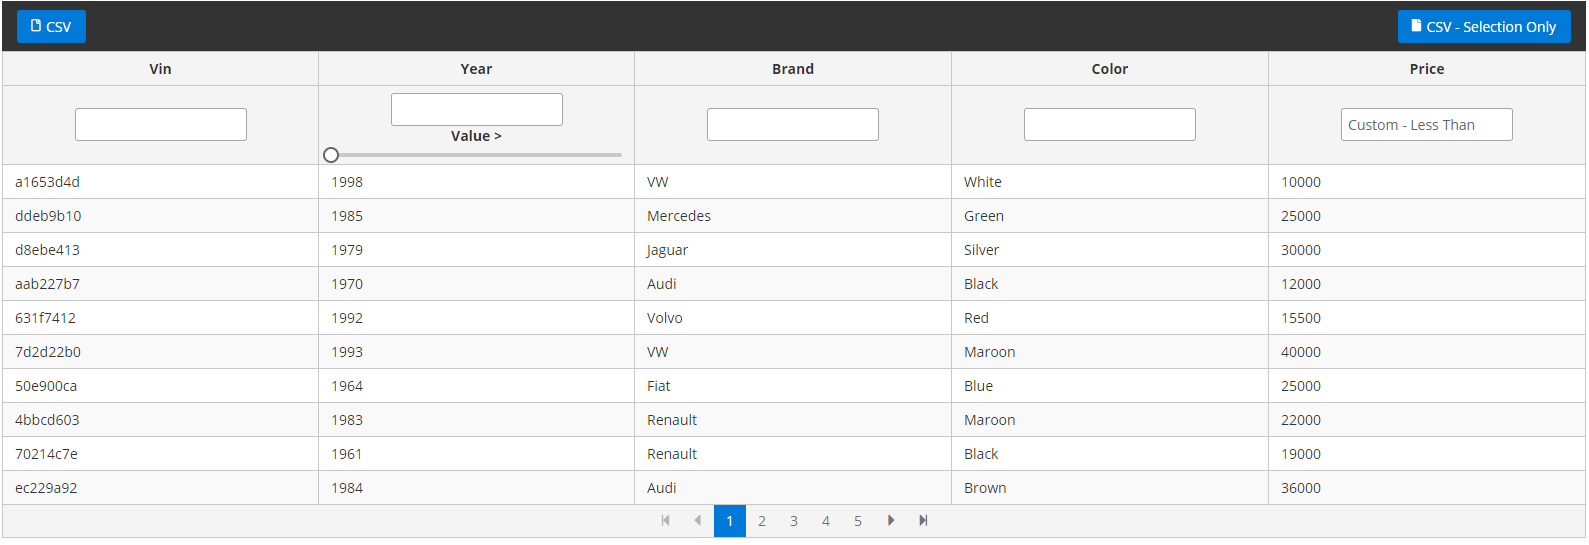 CSV
CSV - Selection Only
Vin Year Brand Color Price
Custom - Less Than
Value >
a1653d4d 1998 VW White 10000
ddeb9b10 1985 Mercedes Green 25000
d8ebe413 1979 Jaguar Silver 30000
aab227b7 1970 Audi Black 12000
631f7412 1992 Volvo Red 15500
7d2d22b0 1993 VW Maroon 40000
50e900ca 1964 Fiat Blue 25000
4bbcd603 1983 Renault Maroon 22000
70214c7e 1961 Renault Black 19000
ec229a92 1984 Audi Brown 36000
1 2 3 4 5